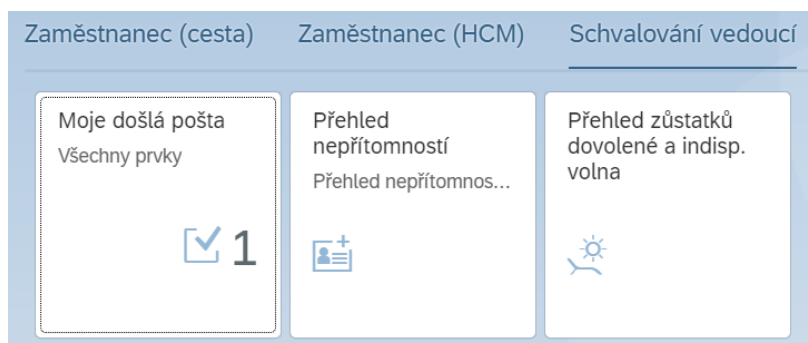 Zaměstnanec (cesta) Zaměstnanec (HCM) Schvalování vedoucí
Moje došlá pošta
Všechny prvky
1
Přehled
nepřítomností
Přehled nepřítomnos...
Přehled zůstatků
dovolené a indisp.
volna